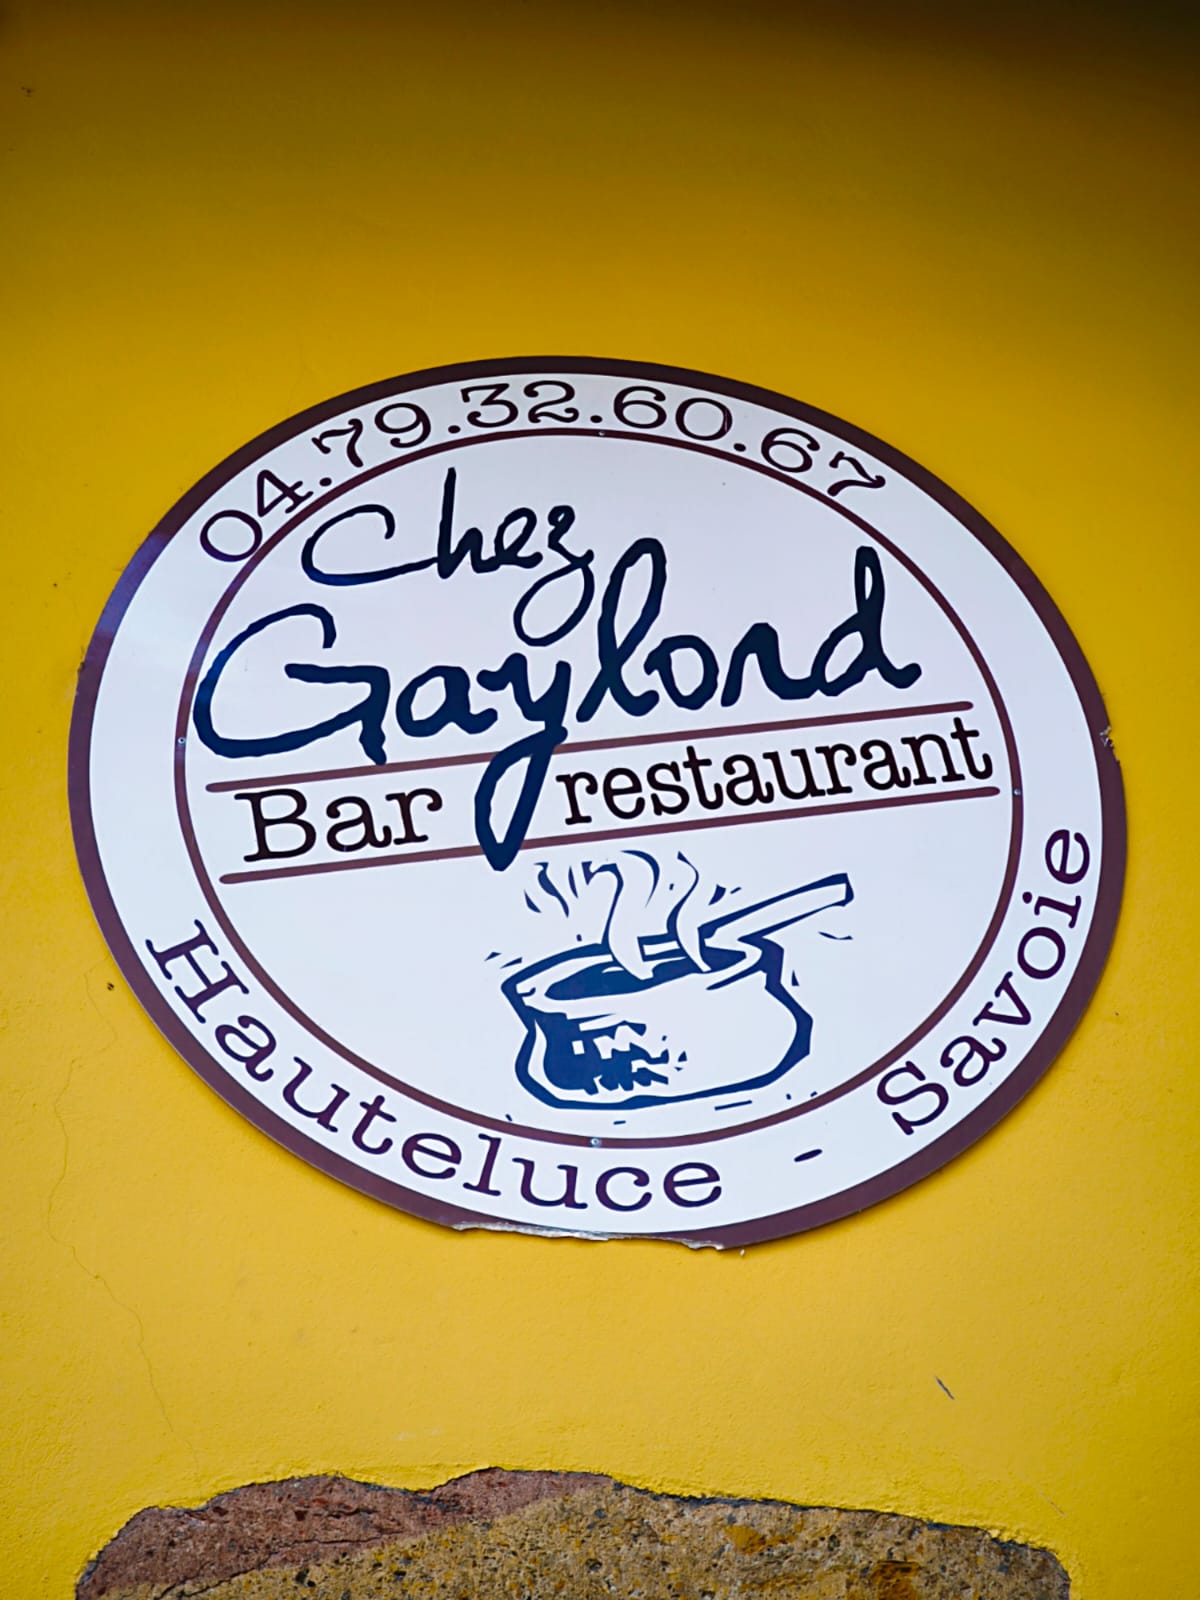 04.79.32.60.67
Chez
Gaylord
Bar restaurant
Hauteluce - Savoie